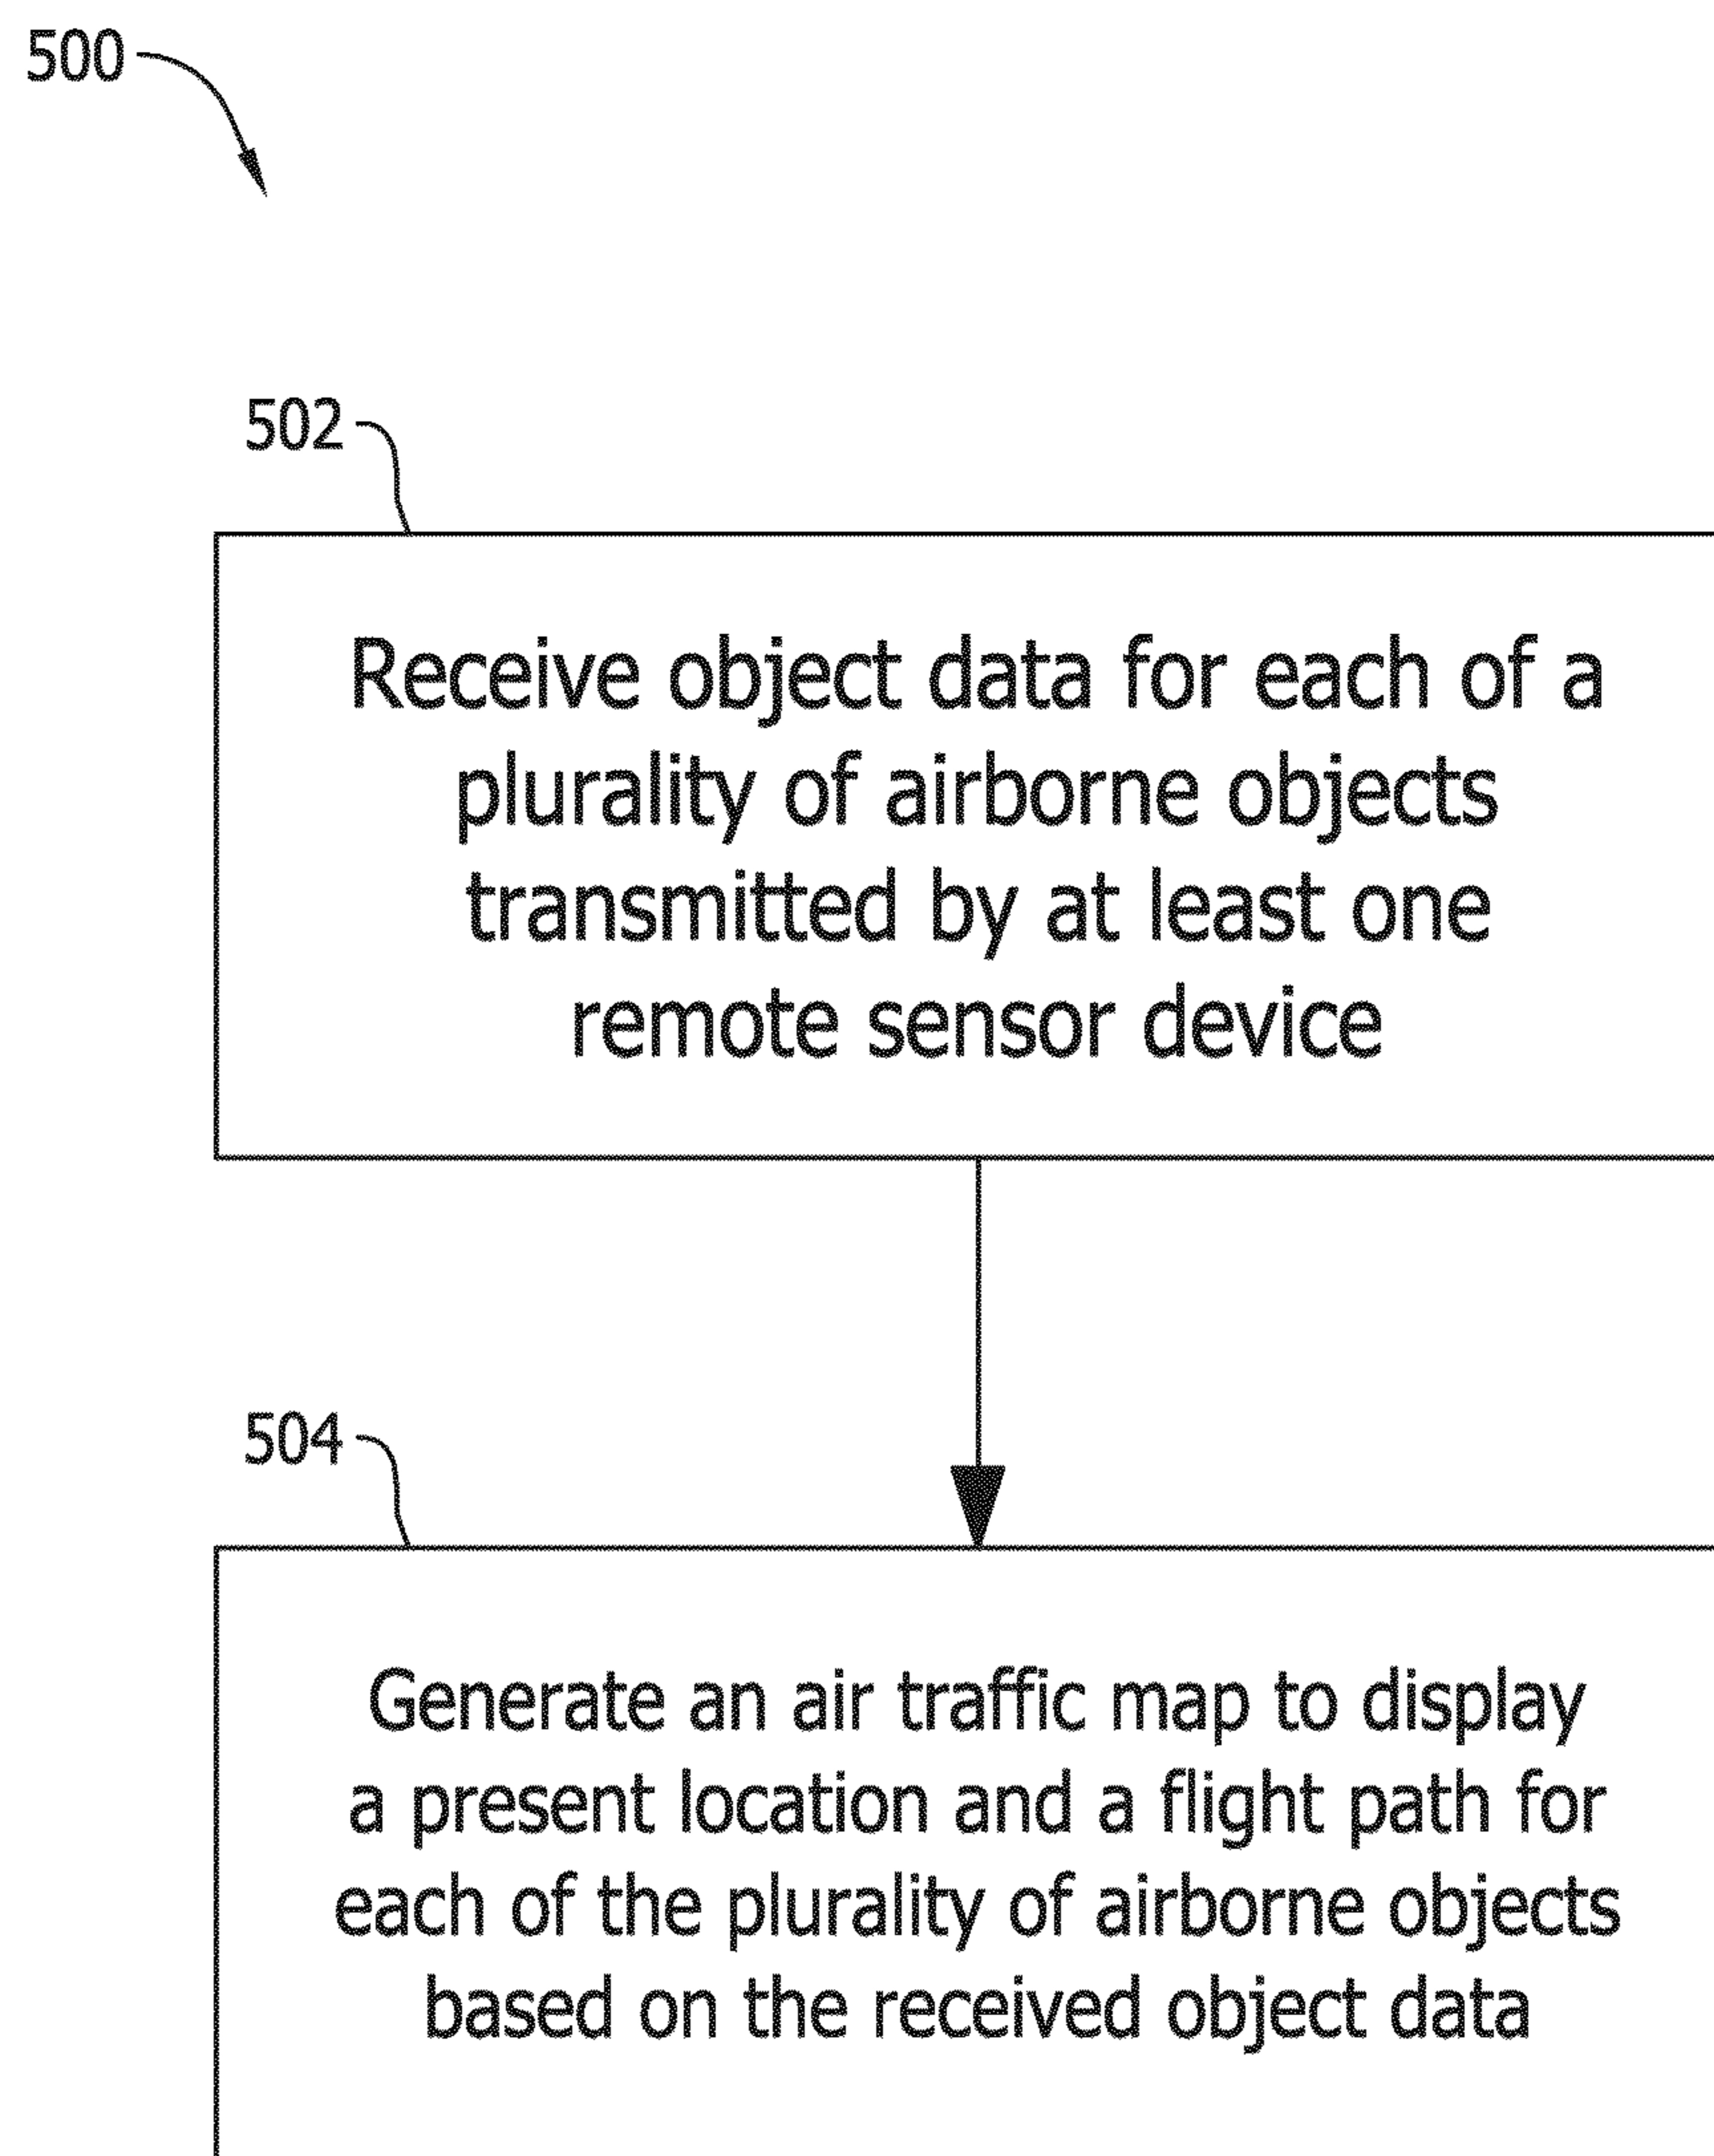 500
502
Receive object data for each of a
plurality of airborne objects
transmitted by at least one
remote sensor device
504
Generate an air traffic map to display
a present location and a flight path for
each of the plurality of airborne objects
based on the received object data